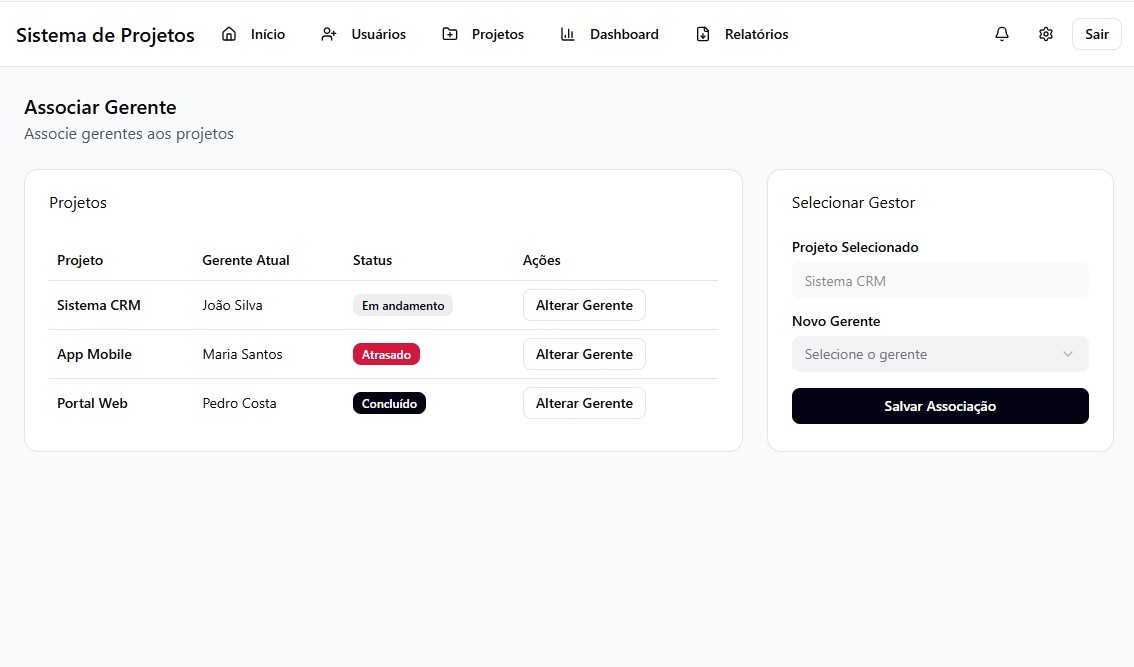 Sistema de Projetos Início Usuários Projetos Dashboard Relatórios Sair
Associar Gerente
Associe gerentes aos projetos
Projetos
Projeto Gerente Atual Status Ações
Sistema CRM João Silva Em andamento Alterar Gerente
App Mobile Maria Santos Atrasado Alterar Gerente
Portal Web Pedro Costa Concluído Alterar Gerente
Selecionar Gestor
Projeto Selecionado
Sistema CRM
Novo Gerente
Selecione o gerente
Salvar Associação